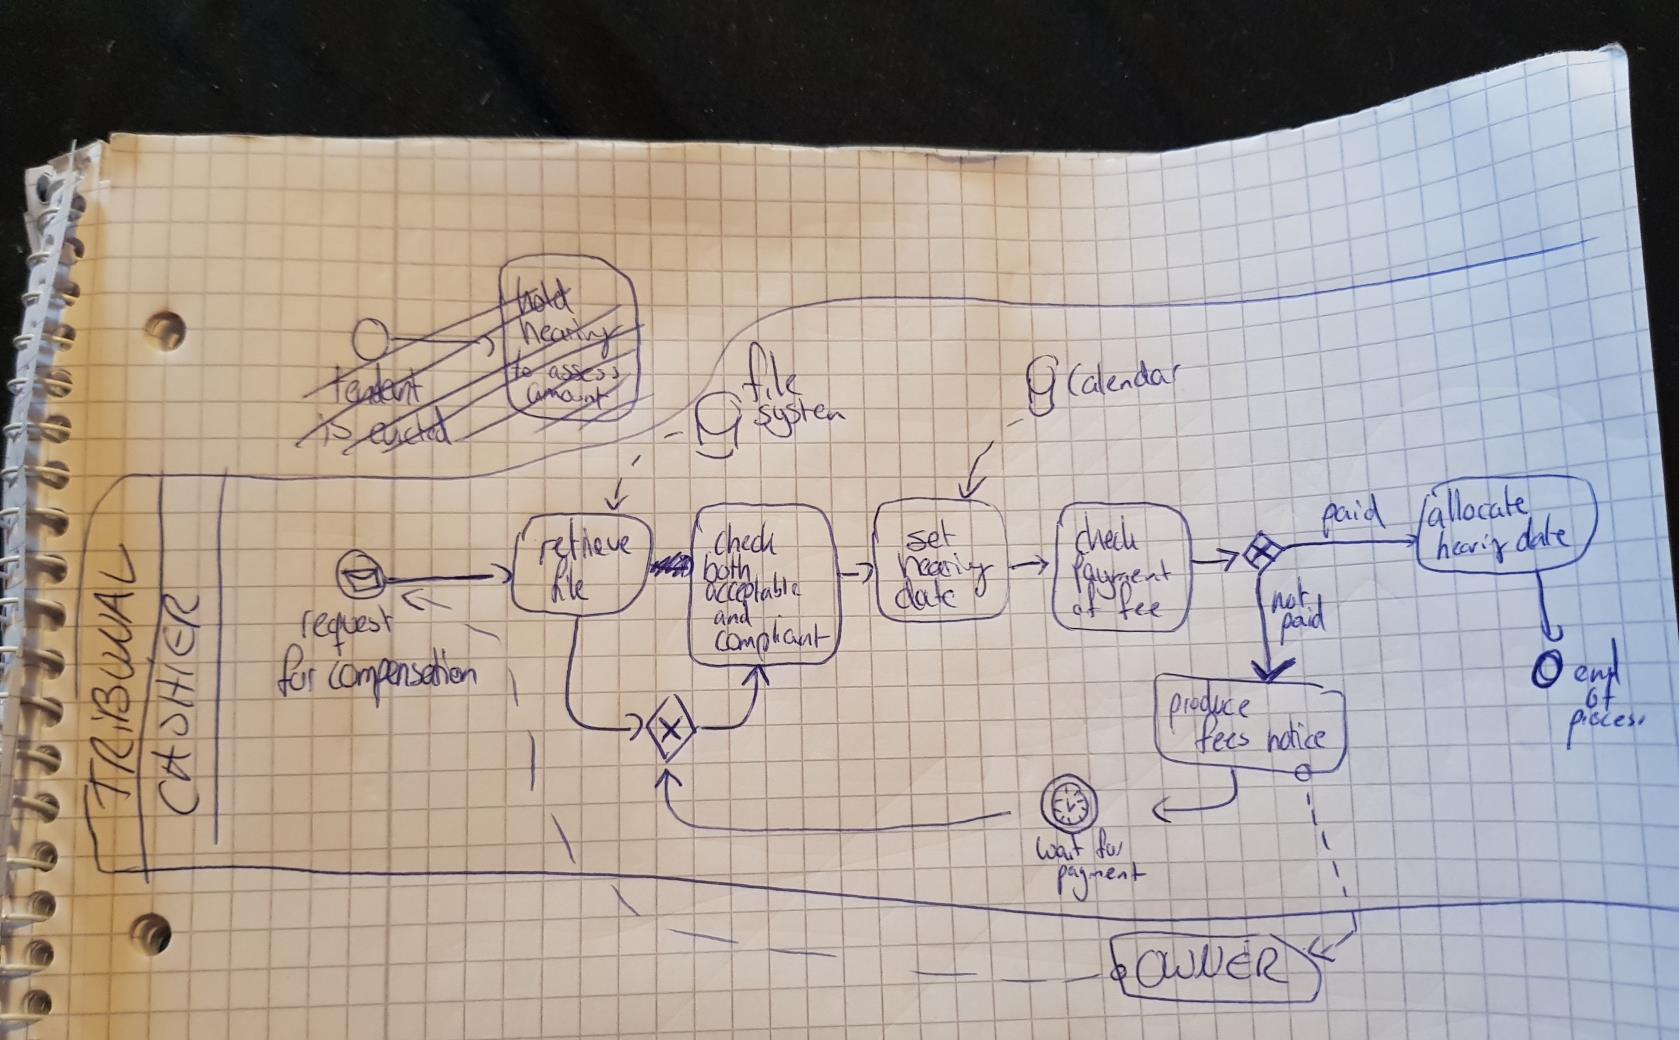 hold
hearing
to assess
amount
tendant
is evicted
file
system
Calendar
TRIBUNAL
CASHIER
request
for compensation
retrieve
file
check
both
acceptable
and
compliant
set
hearing
date
check
payment
of fee
paid
not
paid
allocate
hearing date
end
of
process
produce
fees notice
wait for
payment
OWNER